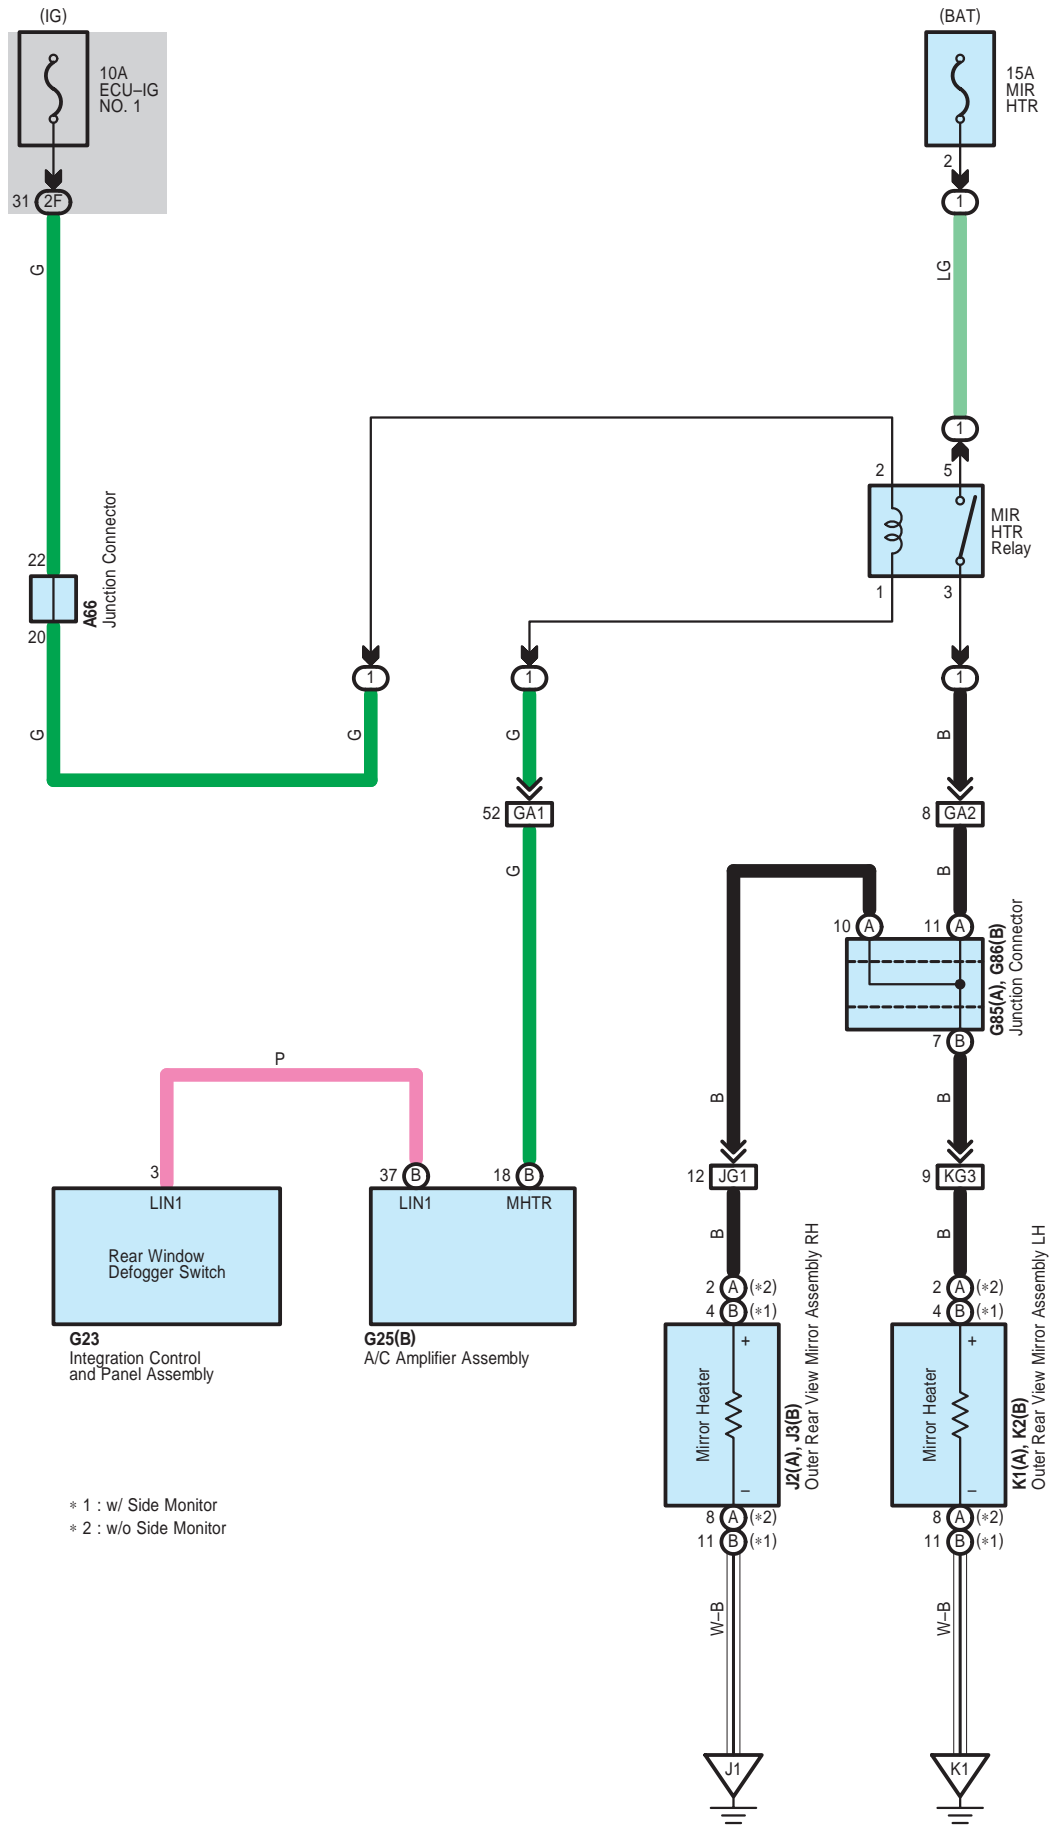 (IG)
10A
ECU–IG
NO. 1
31 2F
G
22
20
A66
Junction Connector
G
G
1
(BAT)
15A
MIR
HTR
2
1
LG
1
2 5
MIR
HTR
Relay
1 3
1
G
52 GA1
G
1
B
8 GA2
B
10 A 11 A
G85(A), G86(B)
Junction Connector
7 B
B
B
P
3
LIN1
Rear Window
Defogger Switch
G23
Integration Control
and Panel Assembly
37 B 18 B
LIN1 MHTR
G25(B)
A/C Amplifier Assembly
12 JG1
B
2 A (*2)
4 B (*1)
+
Mirror Heater
–
J2(A), J3(B)
Outer Rear View Mirror Assembly RH
8 A (*2)
11 B (*1)
W–B
J1
9 KG3
B
2 A (*2)
4 B (*1)
+
Mirror Heater
–
K1(A), K2(B)
Outer Rear View Mirror Assembly LH
8 A (*2)
11 B (*1)
W–B
K1
* 1 : w/ Side Monitor
* 2 : w/o Side Monitor